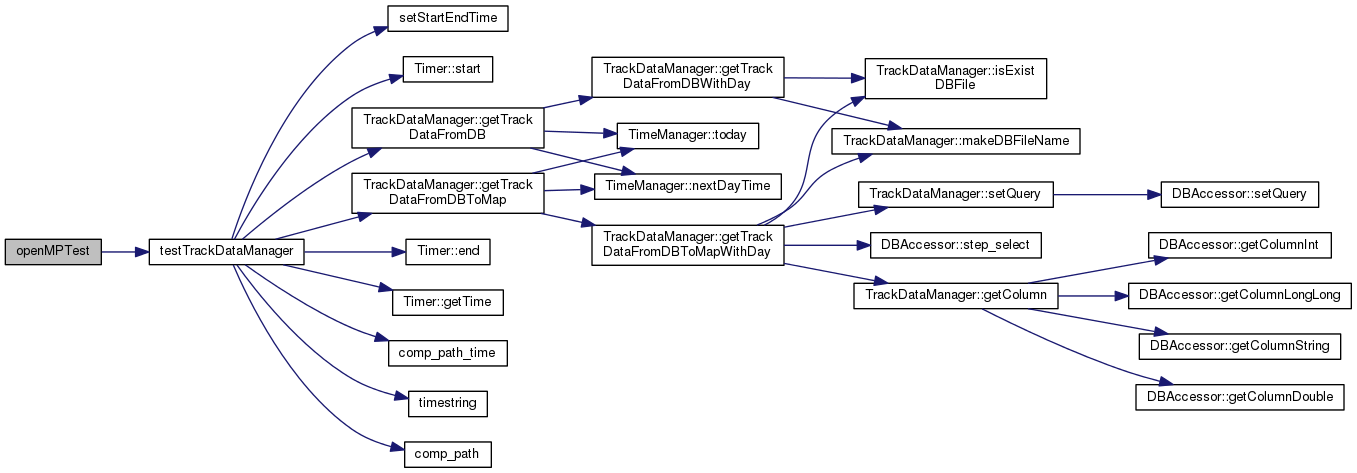 openMPTest
testTrackDataManager
setStartEndTime
Timer::start
TrackDataManager::getTrack
DataFromDB
TrackDataManager::getTrack
DataFromDBToMap
Timer::end
Timer::getTime
comp_path_time
timestring
comp_path
TrackDataManager::getTrack
DataFromDBWithDay
TimeManager::today
TimeManager::nextDayTime
TrackDataManager::getTrack
DataFromDBToMapWithDay
TrackDataManager::isExist
DBFile
TrackDataManager::makeDBFileName
TrackDataManager::setQuery
DBAccessor::step_select
TrackDataManager::getColumn
DBAccessor::setQuery
DBAccessor::getColumnInt
DBAccessor::getColumnLongLong
DBAccessor::getColumnString
DBAccessor::getColumnDouble